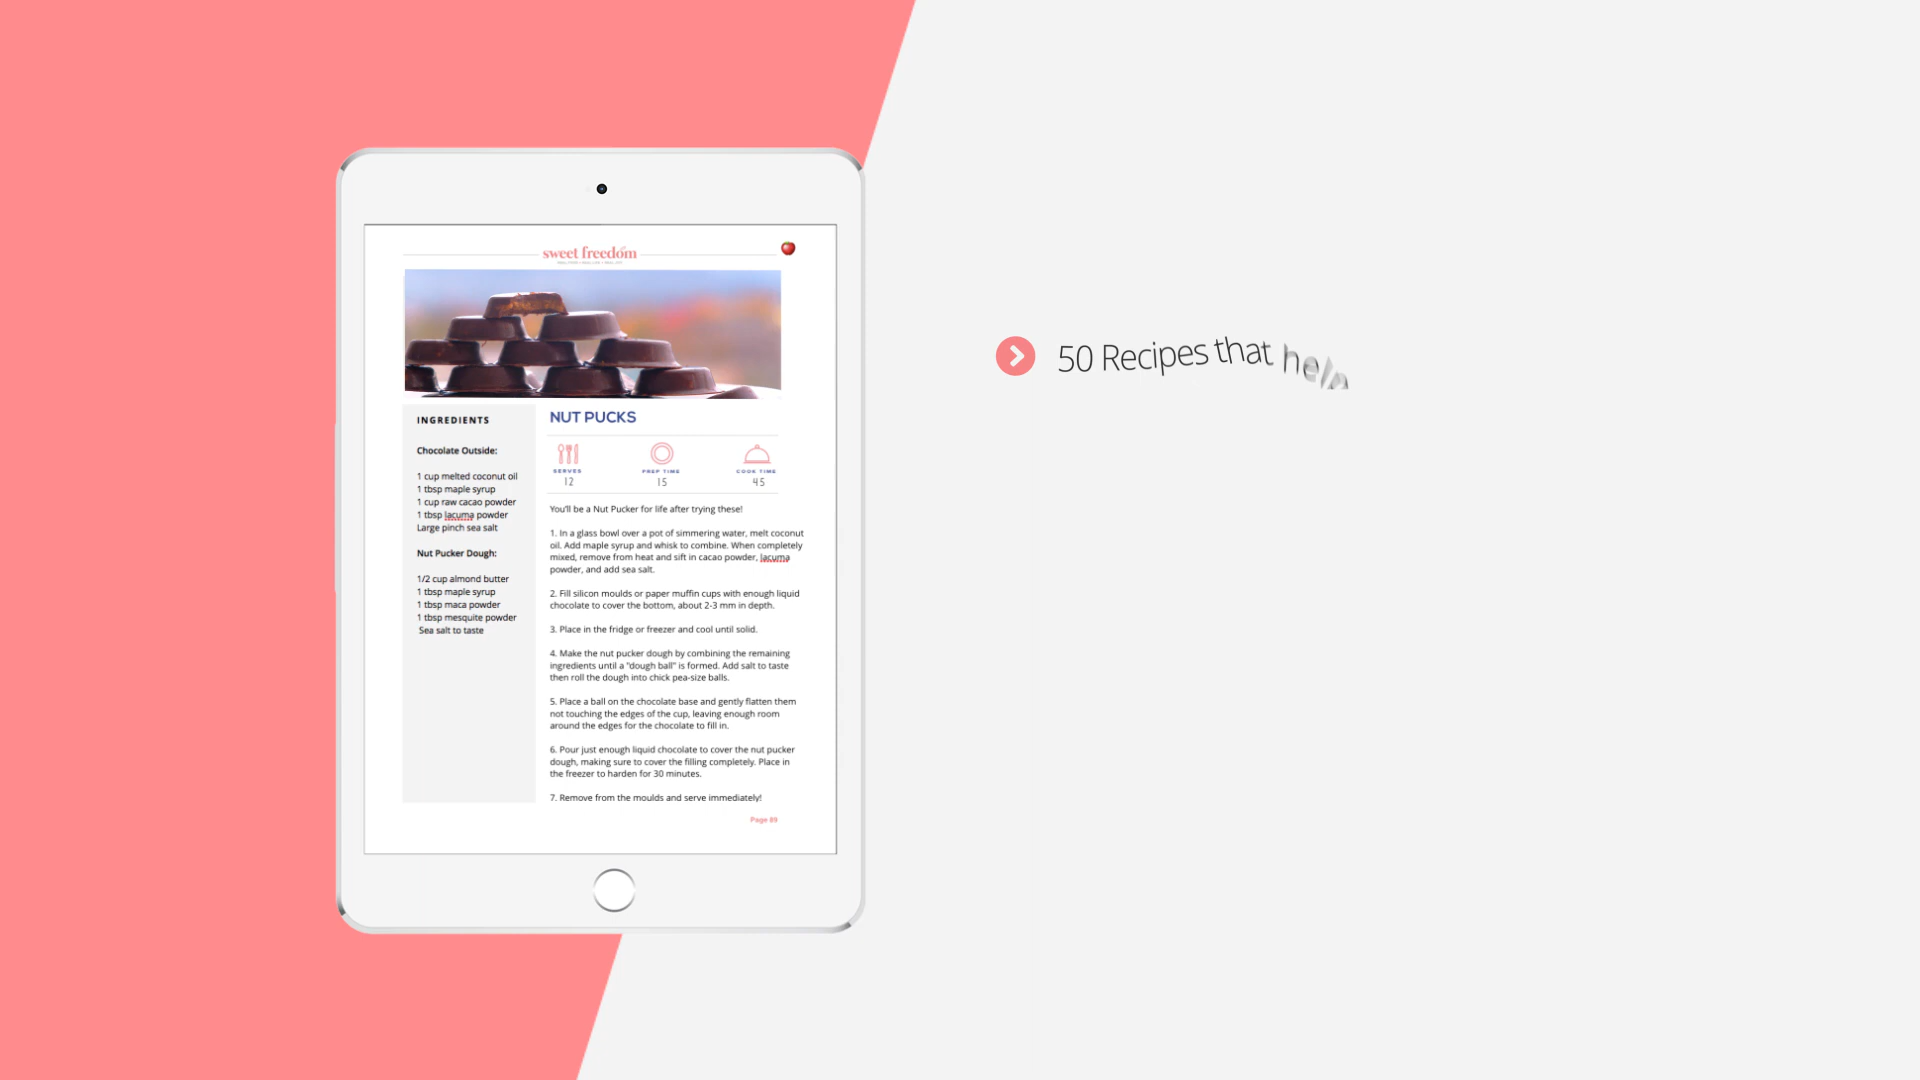 sweet freedom
INGREDIENTS
Chocolate Outside:
1 cup melted coconut oil
1 tbsp maple syrup
1 cup raw cacao powder
1 tbsp lacuma powder
Large pinch sea salt
Nut Pucker Dough:
1/2 cup almond butter
1 tbsp maple syrup
1 tbsp maca powder
1 tbsp mesquite powder
Sea salt to taste
NUT PUCKS
SERVES
12
PREP TIME
15
COOK TIME
45
You'll be a Nut Pucker for life after trying these!
1. In a glass bowl over a pot of simmering water, melt coconut
oil. Add maple syrup and whisk to combine. When completely
mixed, remove from heat and sift in cacao powder, lacuma
powder, and add sea salt.
2. Fill silicon moulds or paper muffin cups with enough liquid
chocolate to cover the bottom, about 2-3 mm in depth.
3. Place in the fridge or freezer and cool until solid.
4. Make the nut pucker dough by combining the remaining
ingredients until a "dough ball" is formed. Add salt to taste
then roll the dough into chick pea-size balls.
5. Place a ball on the chocolate base and gently flatten them
not touching the edges of the cup, leaving enough room
around the edges for the chocolate to fill in.
6. Pour just enough liquid chocolate to cover the nut pucker
dough, making sure to cover the filling completely. Place in
the freezer to harden for 30 minutes.
7. Remove from the moulds and serve immediately!
Page 89
50 Recipes that help